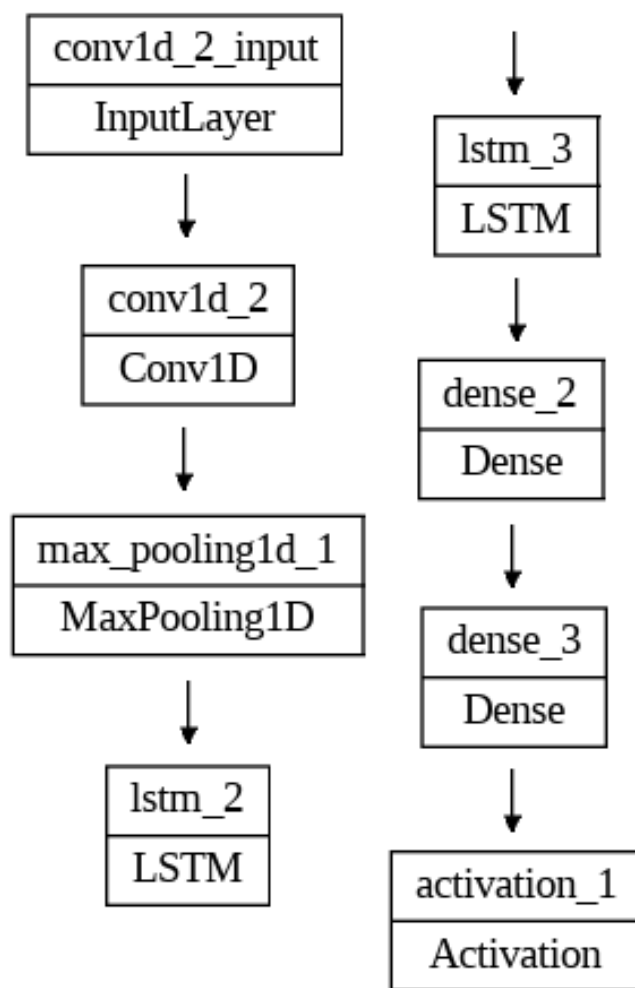 conv1d_2_input
InputLayer
conv1d_2
Conv1D
max_pooling1d_1
MaxPooling1D
lstm_2
LSTM
lstm_3
LSTM
dense_2
Dense
dense_3
Dense
activation_1
Activation